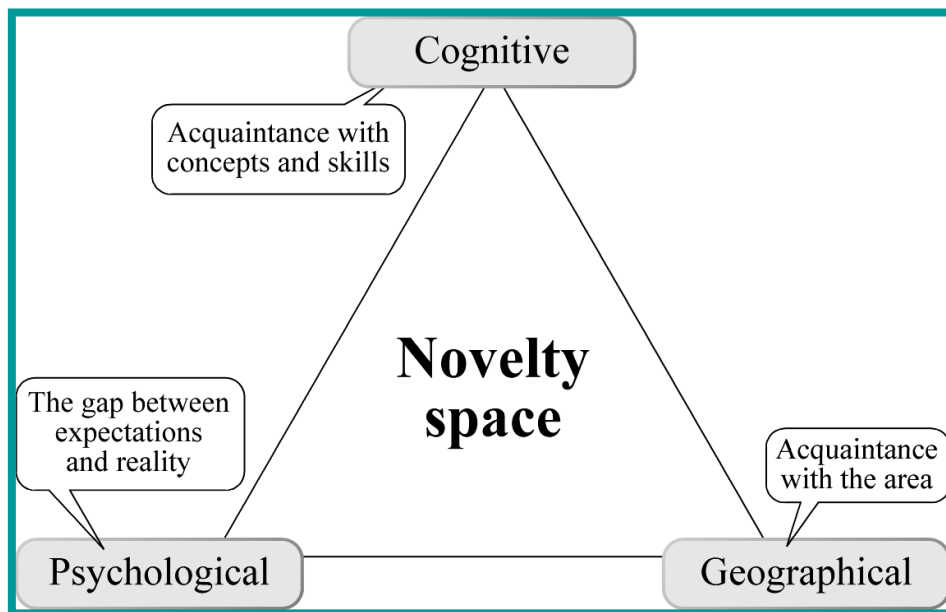 Cognitive
Acquaintance with
concepts and skills
Novelty
space
The gap between
expectations
and reality
Acquaintance
with the area
Psychological
Geographical